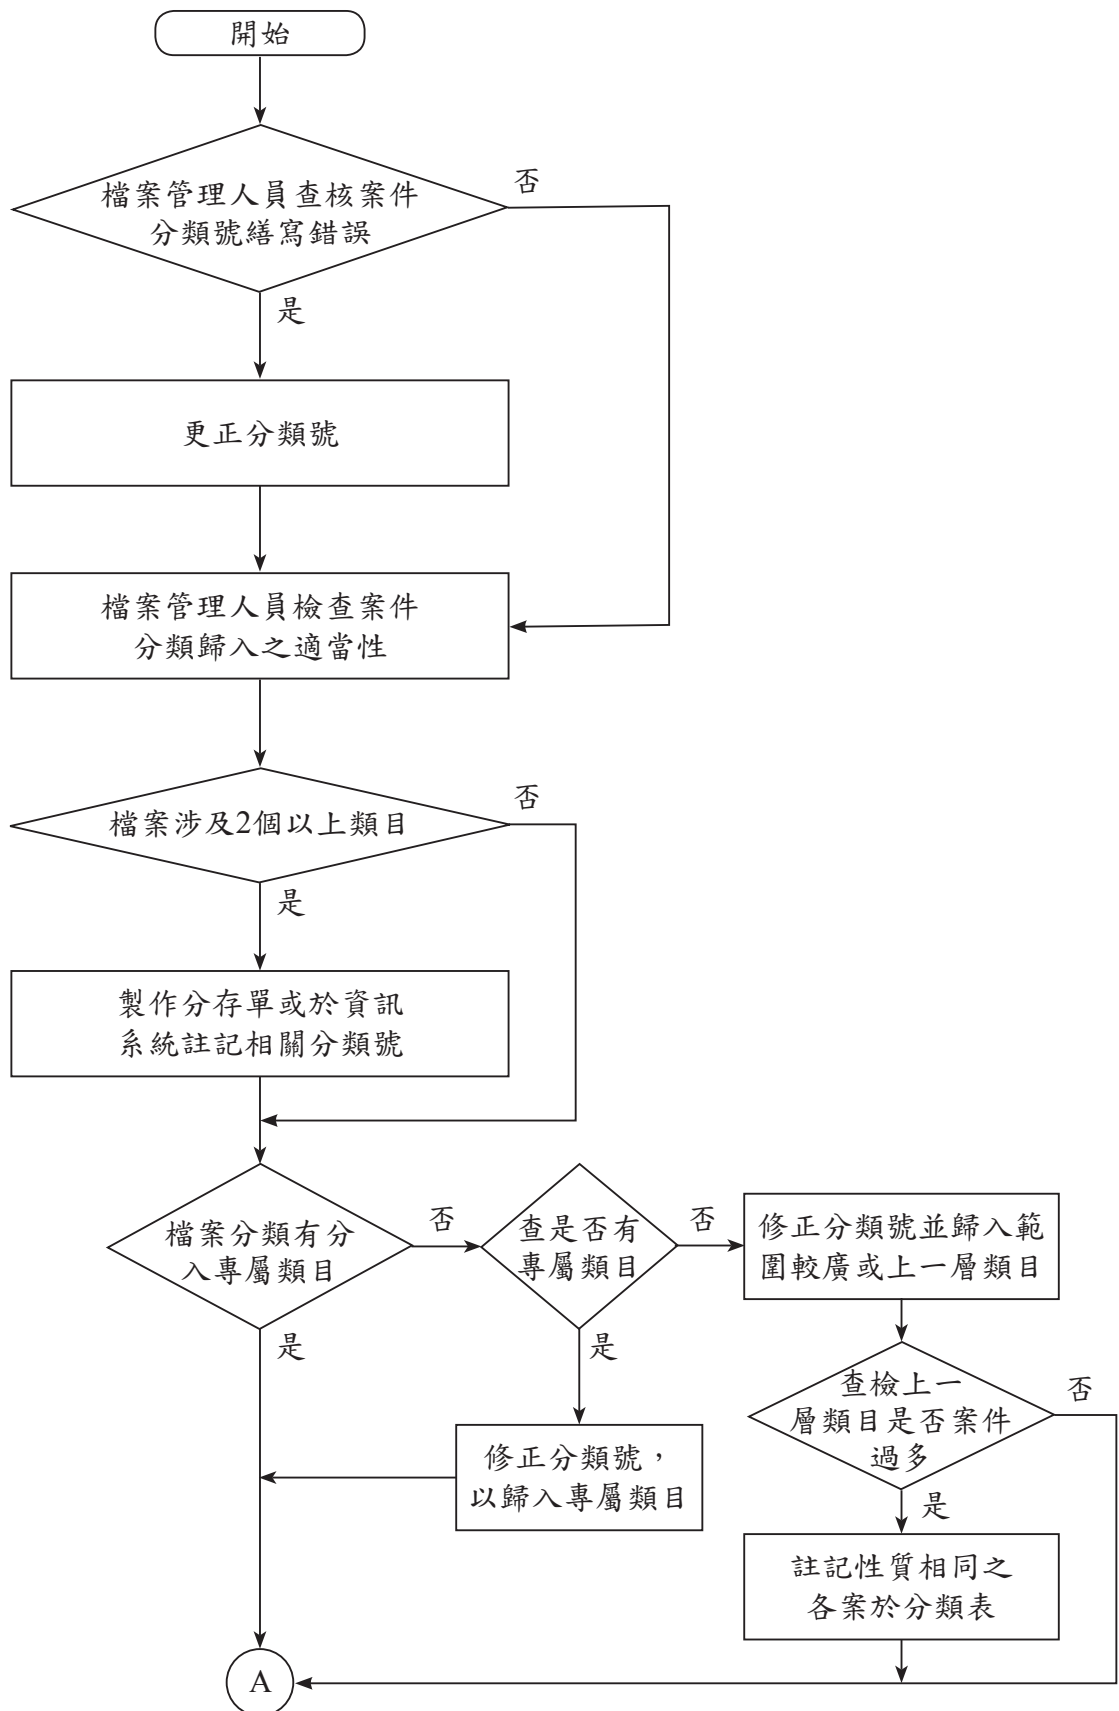 開始
檔案管理人員查核案件
分類號繕寫錯誤
否
是
更正分類號
檔案管理人員檢查案件
分類歸入之適當性
檔案涉及2個以上類目
否
是
製作分存單或於資訊
系統註記相關分類號
檔案分類有分
入專屬類目
否
查是否有
專屬類目
否
修正分類號並歸入範
圍較廣或上一層類目
是
是
查檢上一
層類目是否案件
過多
否
修正分類號，
以歸入專屬類目
是
註記性質相同之
各案於分類表
A